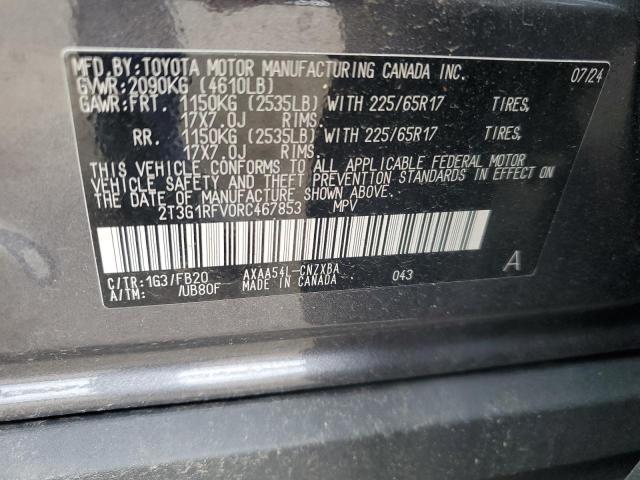 MFD.BY:TOYOTA MOTOR MANUFACTURING CANADA INC. 07/24
GVWR:2090KG (4610LB)
GAWR:FRT. 1150KG (2535LB) WITH 225/65R17 TIRES,
17X7.0J RIMS.
RR. 1150KG (2535LB) WITH 225/65R17 TIRES,
17X7.0J RIMS.
THIS VEHICLE CONFORMS TO ALL APPLICABLE FEDERAL MOTOR
VEHICLE SAFETY AND THEFT PREVENTION STANDARDS IN EFFECT ON
THE DATE OF MANUFACTURE SHOWN ABOVE.
2T3G1RFV0RC467853 MPV
C/TR:1G3/FB20 AXAA54L-CNZXBA 043 A
A/TM: /UB80F MADE IN CANADA